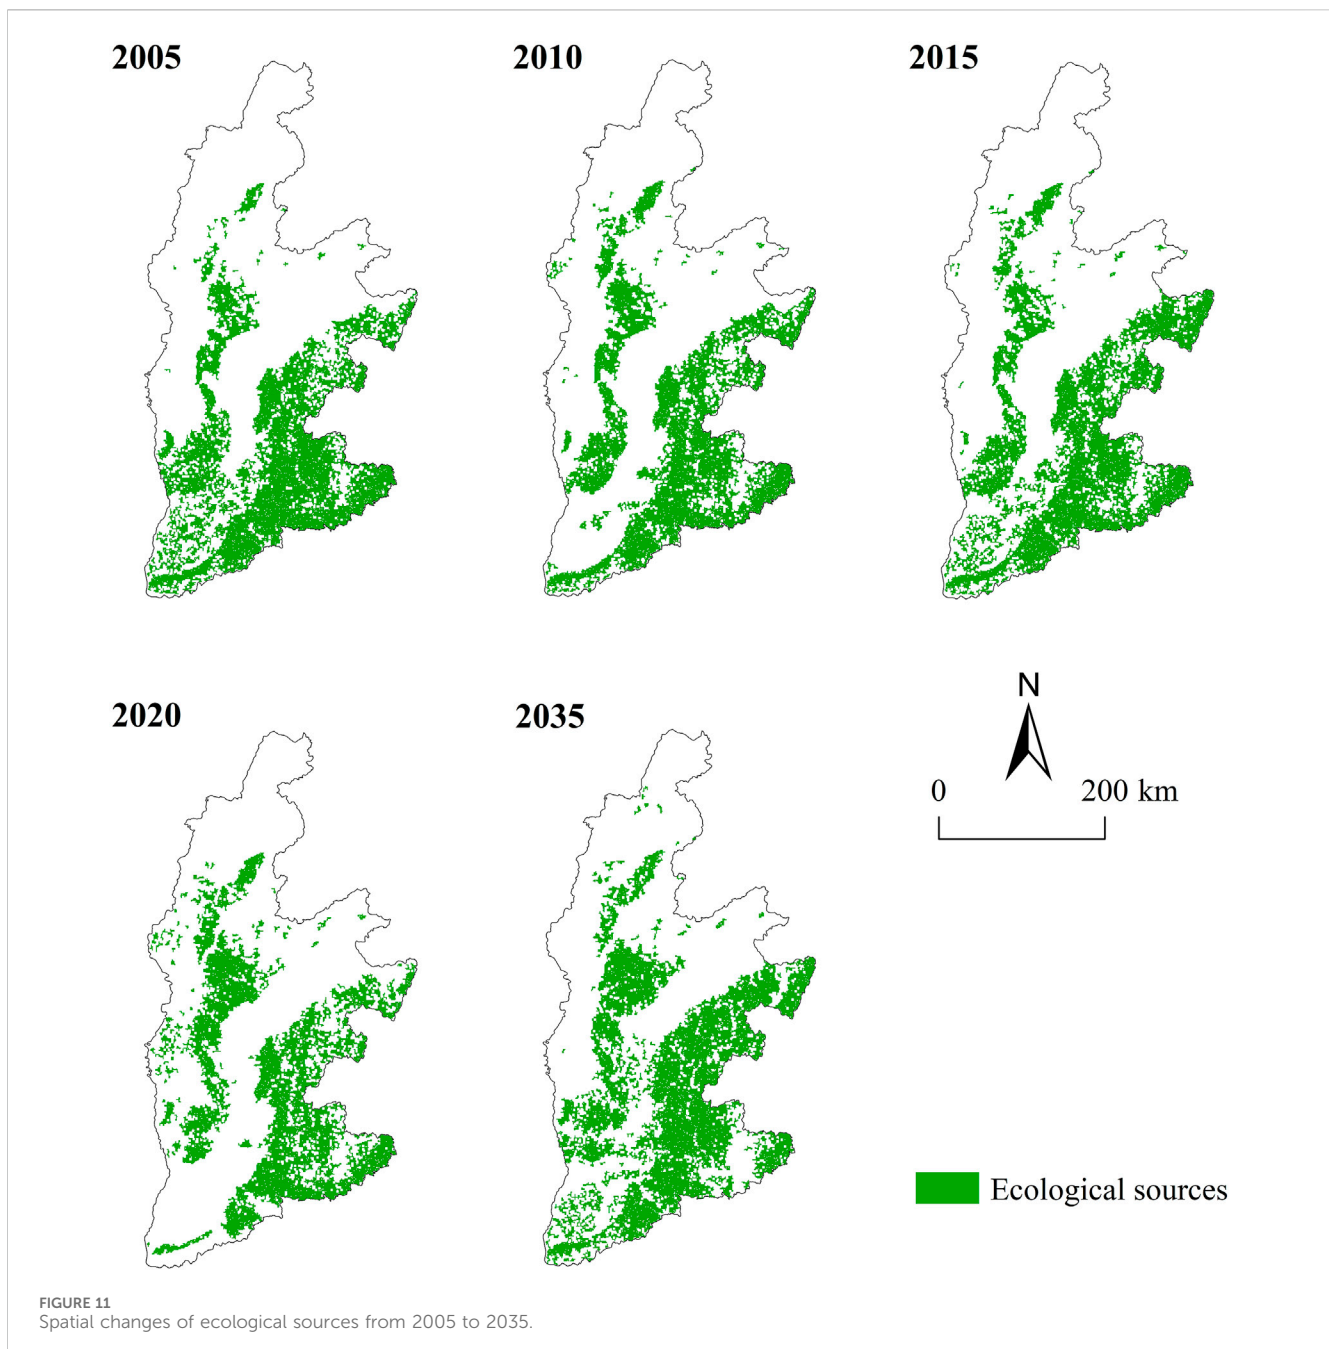 2005
2010
2015
2020
2035
N
0 200 km
Ecological sources
FIGURE 11
Spatial changes of ecological sources from 2005 to 2035.